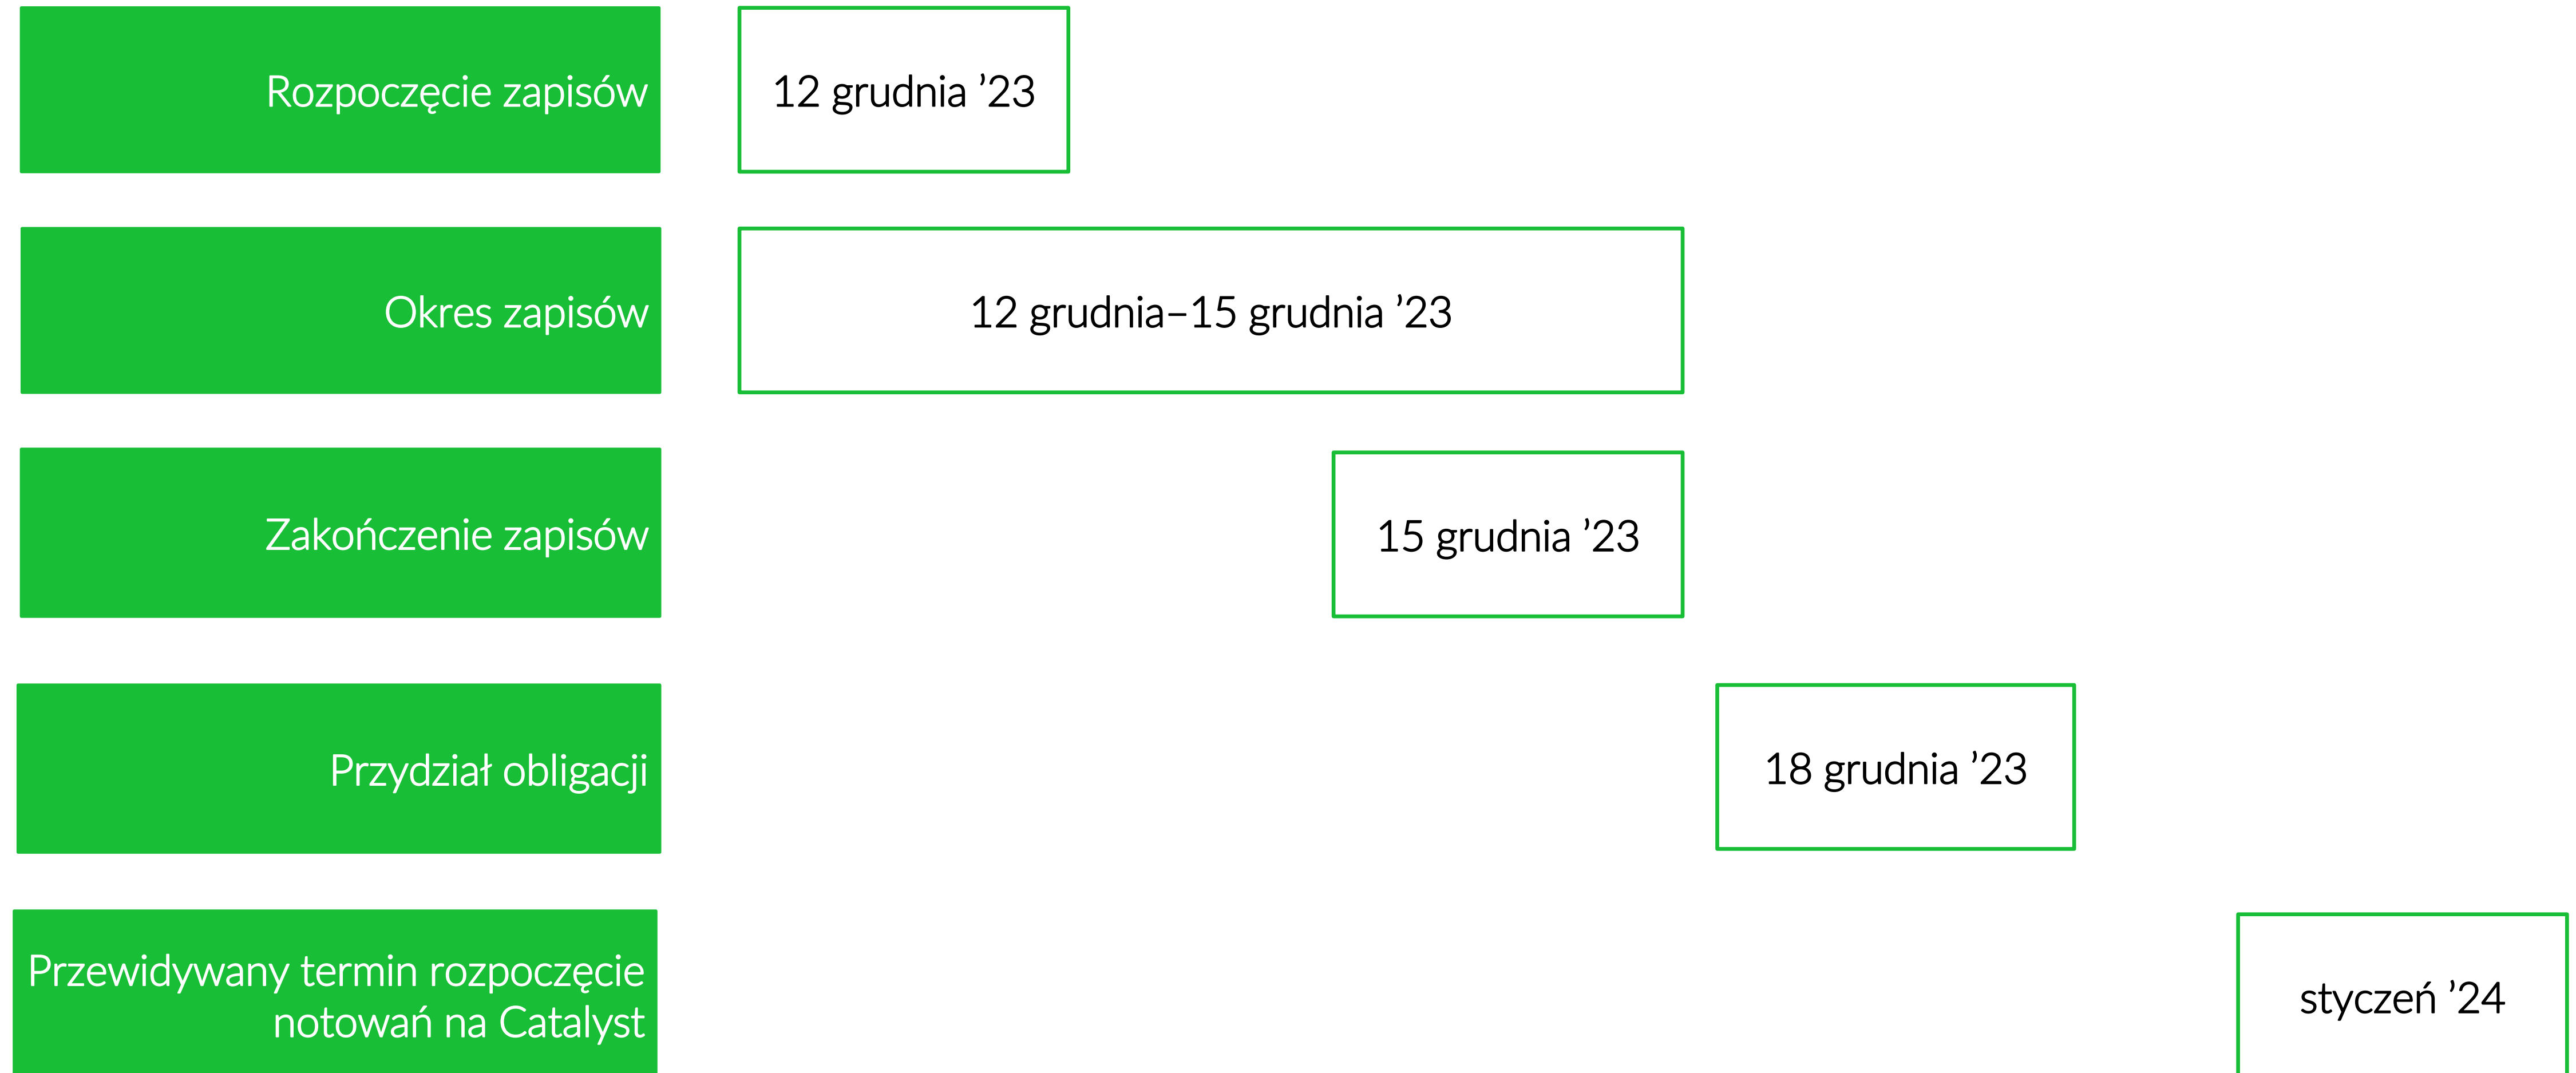 Rozpoczęcie zapisów
12 grudnia ’23
Okres zapisów
12 grudnia–15 grudnia ’23
Zakończenie zapisów
15 grudnia ’23
Przydział obligacji
18 grudnia ’23
Przewidywany termin rozpoczęcie
notowań na Catalyst
styczeń ’24